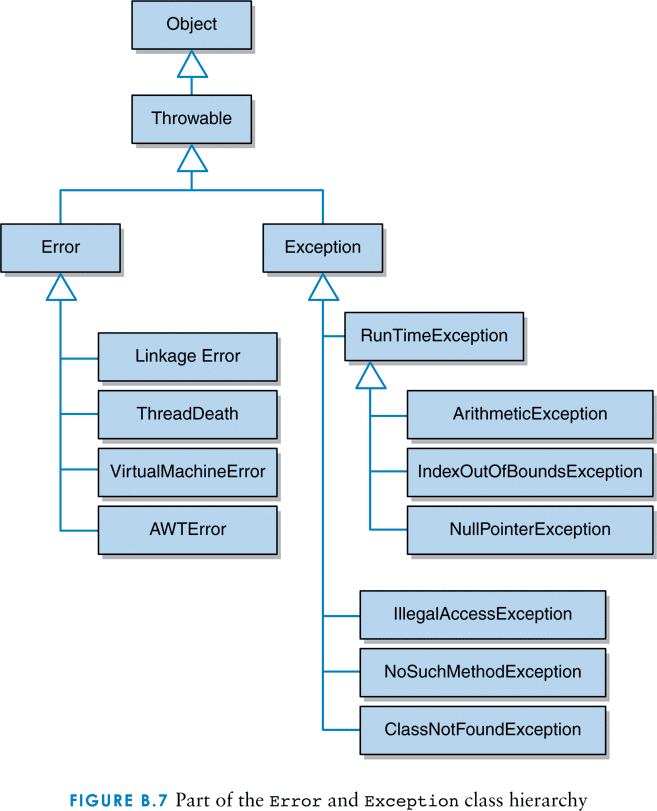 Object
Throwable
Error
Exception
RunTimeException
Linkage Error
ThreadDeath
VirtualMachineError
AWTError
ArithmeticException
IndexOutOfBoundsException
NullPointerException
IllegalAccessException
NoSuchMethodException
ClassNotFoundException
FIGURE B.7 Part of the Error and Exception class hierarchy